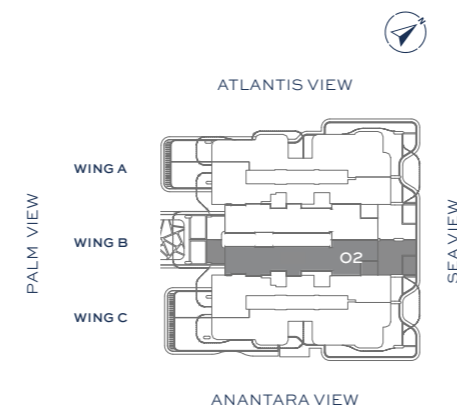 N
ATLANTIS VIEW
WING A
PALM VIEW
WING B
02
SEA VIEW
WING C
ANANTARA VIEW